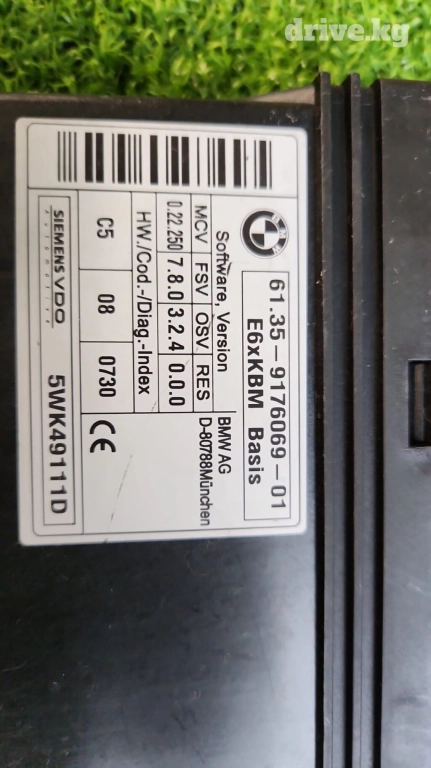 drive.kg
61.35-9176069-01
E6xKBM Basis
Software, Version
MCV FSV OSV RES
0.22.250 7.8.0 3.2.4 0.0.0
HW./Cod.-/Diag.-Index
C5 08 0730
BMW AG
D-80788München
CE
SIEMENS VDO
Automotive
5WK49111D